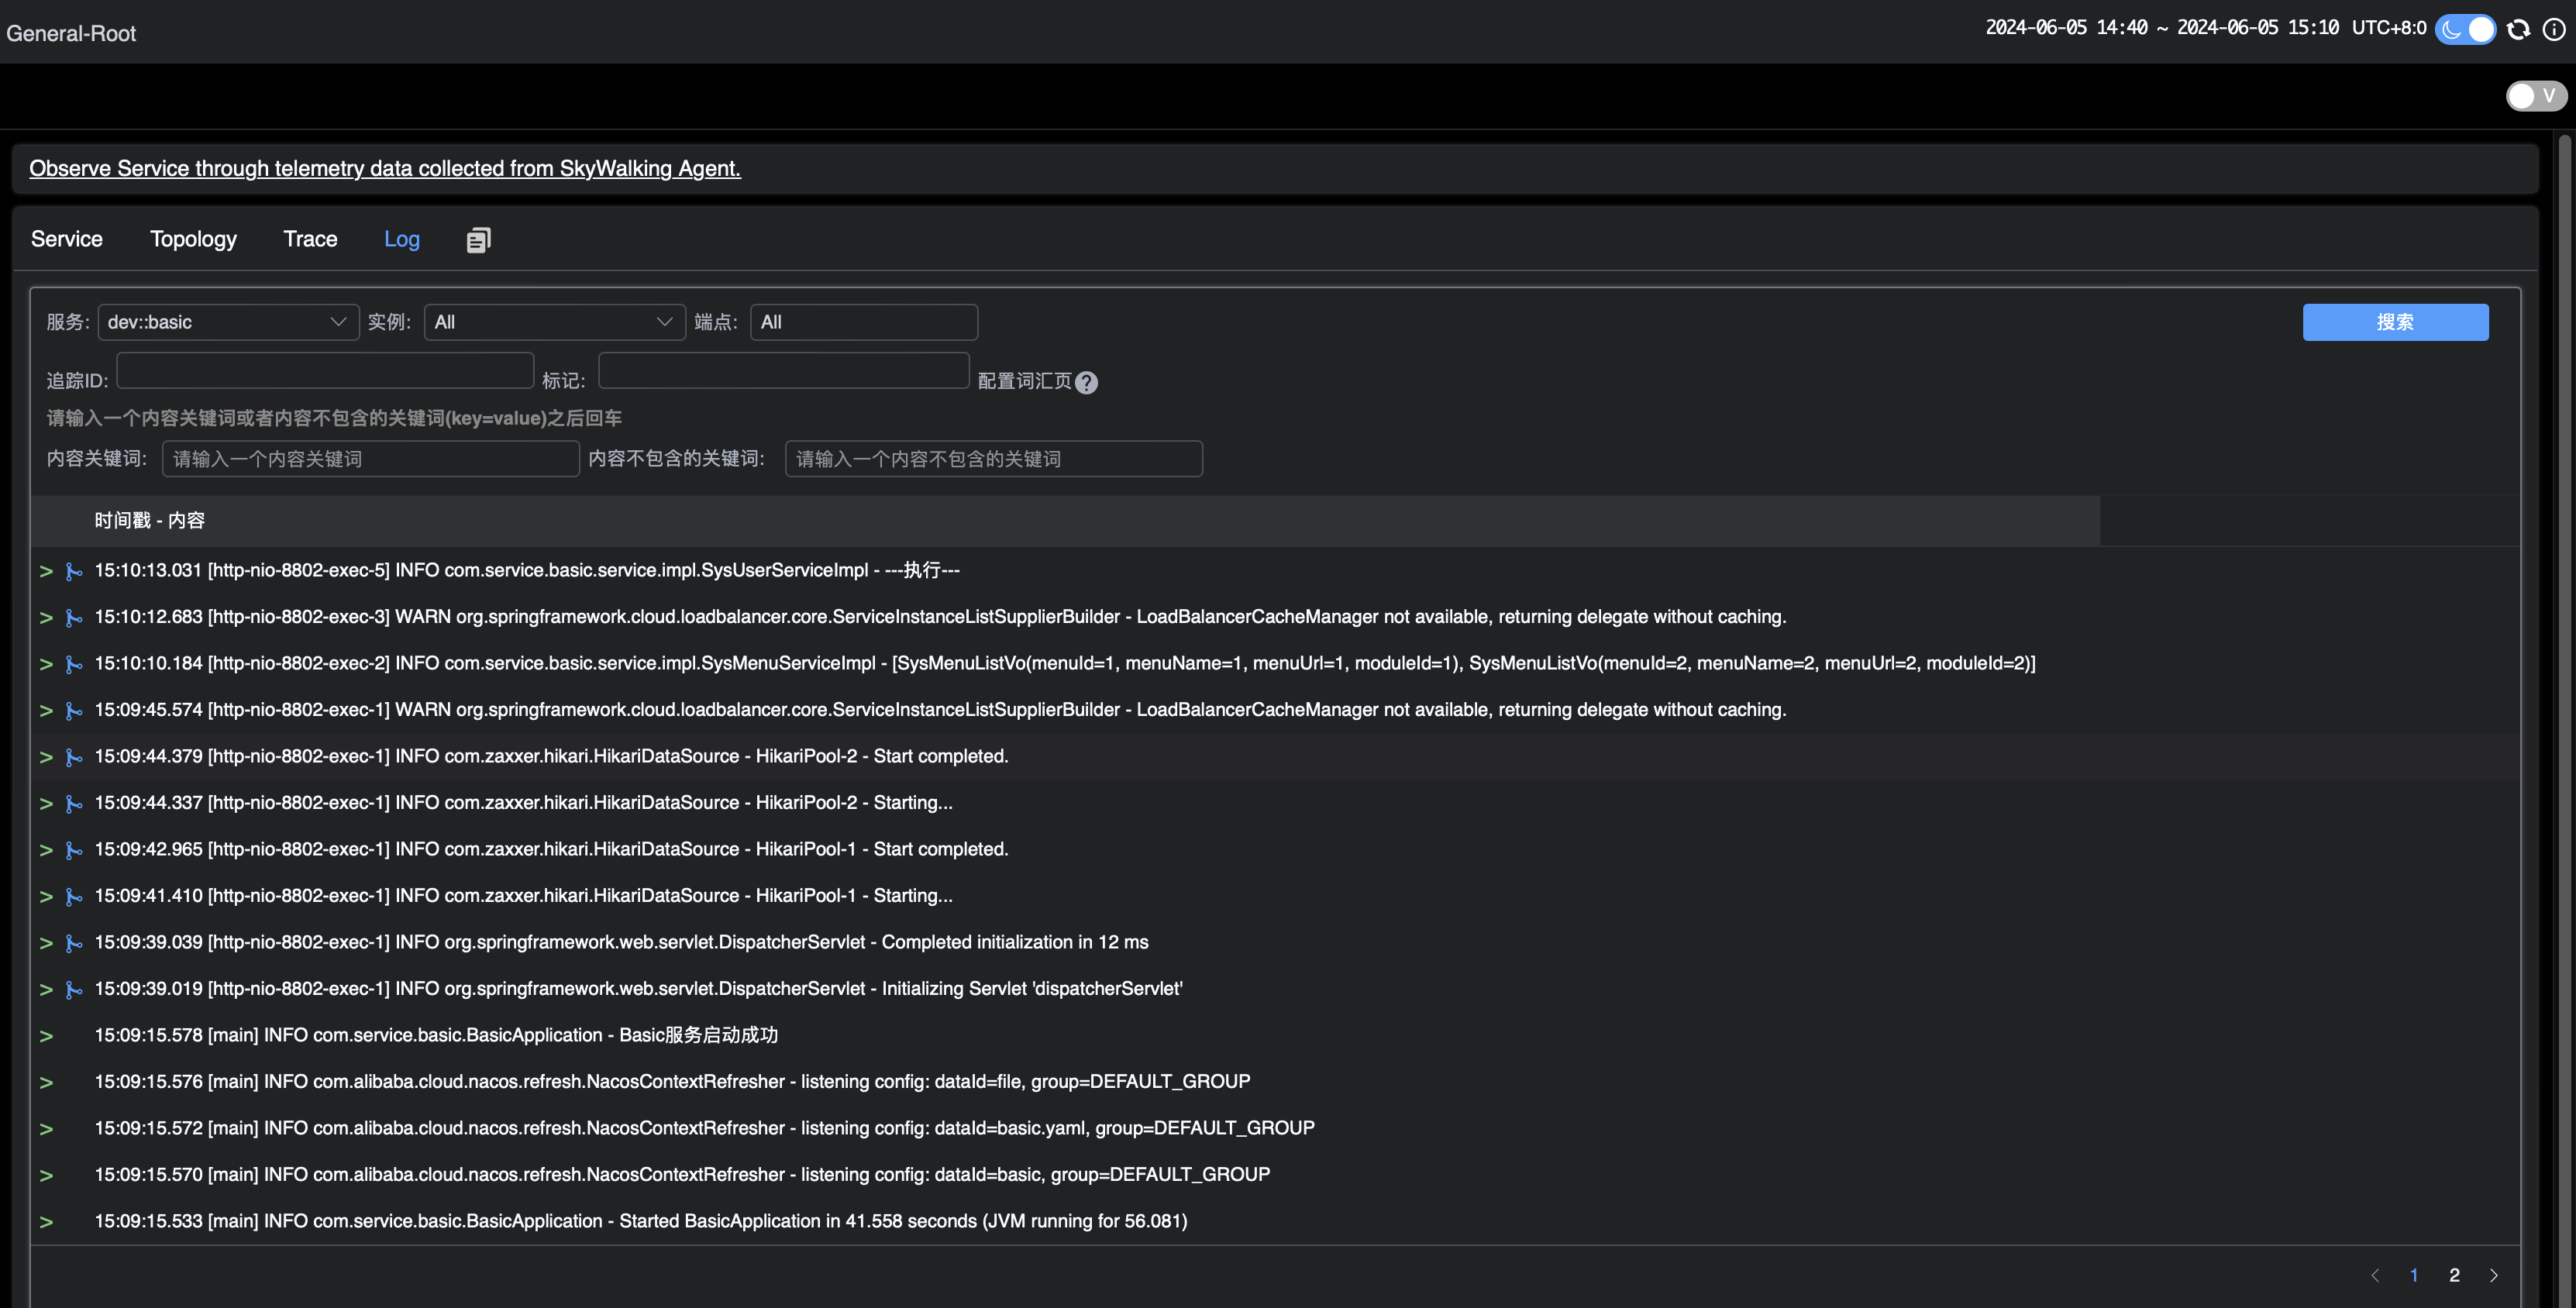 General-Root
2024-06-05 14:40 ~ 2024-06-05 15:10 UTC+8:0
V
Observe Service through telemetry data collected from SkyWalking Agent.
Service Topology Trace Log
服务: dev::basic 实例: All 端点: All 搜索
追踪ID: 标记: 配置词汇页 ?
请输入一个内容关键词或者内容不包含的关键词(key=value)之后回车
内容关键词: 请输入一个内容关键词 内容不包含的关键词: 请输入一个内容不包含的关键词
时间戳 - 内容
> 15:10:13.031 [http-nio-8802-exec-5] INFO com.service.basic.service.impl.SysUserServiceImpl - ---执行---
> 15:10:12.683 [http-nio-8802-exec-3] WARN org.springframework.cloud.loadbalancer.core.ServiceInstanceListSupplierBuilder - LoadBalancerCacheManager not available, returning delegate without caching.
> 15:10:10.184 [http-nio-8802-exec-2] INFO com.service.basic.service.impl.SysMenuServiceImpl - [SysMenuListVo(menuId=1, menuName=1, menuUrl=1, moduleId=1), SysMenuListVo(menuId=2, menuName=2, menuUrl=2, moduleId=2)]
> 15:09:45.574 [http-nio-8802-exec-1] WARN org.springframework.cloud.loadbalancer.core.ServiceInstanceListSupplierBuilder - LoadBalancerCacheManager not available, returning delegate without caching.
> 15:09:44.379 [http-nio-8802-exec-1] INFO com.zaxxer.hikari.HikariDataSource - HikariPool-2 - Start completed.
> 15:09:44.337 [http-nio-8802-exec-1] INFO com.zaxxer.hikari.HikariDataSource - HikariPool-2 - Starting...
> 15:09:42.965 [http-nio-8802-exec-1] INFO com.zaxxer.hikari.HikariDataSource - HikariPool-1 - Start completed.
> 15:09:41.410 [http-nio-8802-exec-1] INFO com.zaxxer.hikari.HikariDataSource - HikariPool-1 - Starting...
> 15:09:39.039 [http-nio-8802-exec-1] INFO org.springframework.web.servlet.DispatcherServlet - Completed initialization in 12 ms
> 15:09:39.019 [http-nio-8802-exec-1] INFO org.springframework.web.servlet.DispatcherServlet - Initializing Servlet 'dispatcherServlet'
> 15:09:15.578 [main] INFO com.service.basic.BasicApplication - Basic服务启动成功
> 15:09:15.576 [main] INFO com.alibaba.cloud.nacos.refresh.NacosContextRefresher - listening config: dataId=file, group=DEFAULT_GROUP
> 15:09:15.572 [main] INFO com.alibaba.cloud.nacos.refresh.NacosContextRefresher - listening config: dataId=basic.yaml, group=DEFAULT_GROUP
> 15:09:15.570 [main] INFO com.alibaba.cloud.nacos.refresh.NacosContextRefresher - listening config: dataId=basic, group=DEFAULT_GROUP
> 15:09:15.533 [main] INFO com.service.basic.BasicApplication - Started BasicApplication in 41.558 seconds (JVM running for 56.081)
< 1 2 >